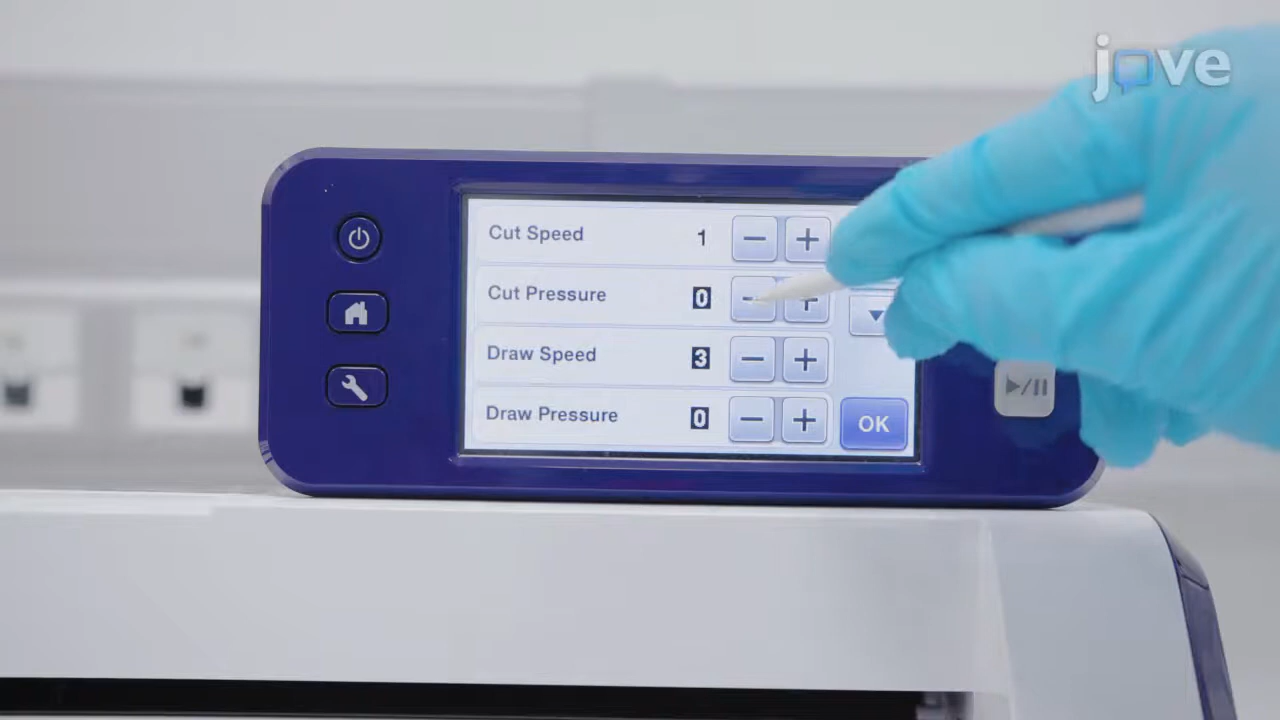 jove
Cut Speed 1 − +
Cut Pressure 0 − +
Draw Speed 3 − +
Draw Pressure 0 − +
OK